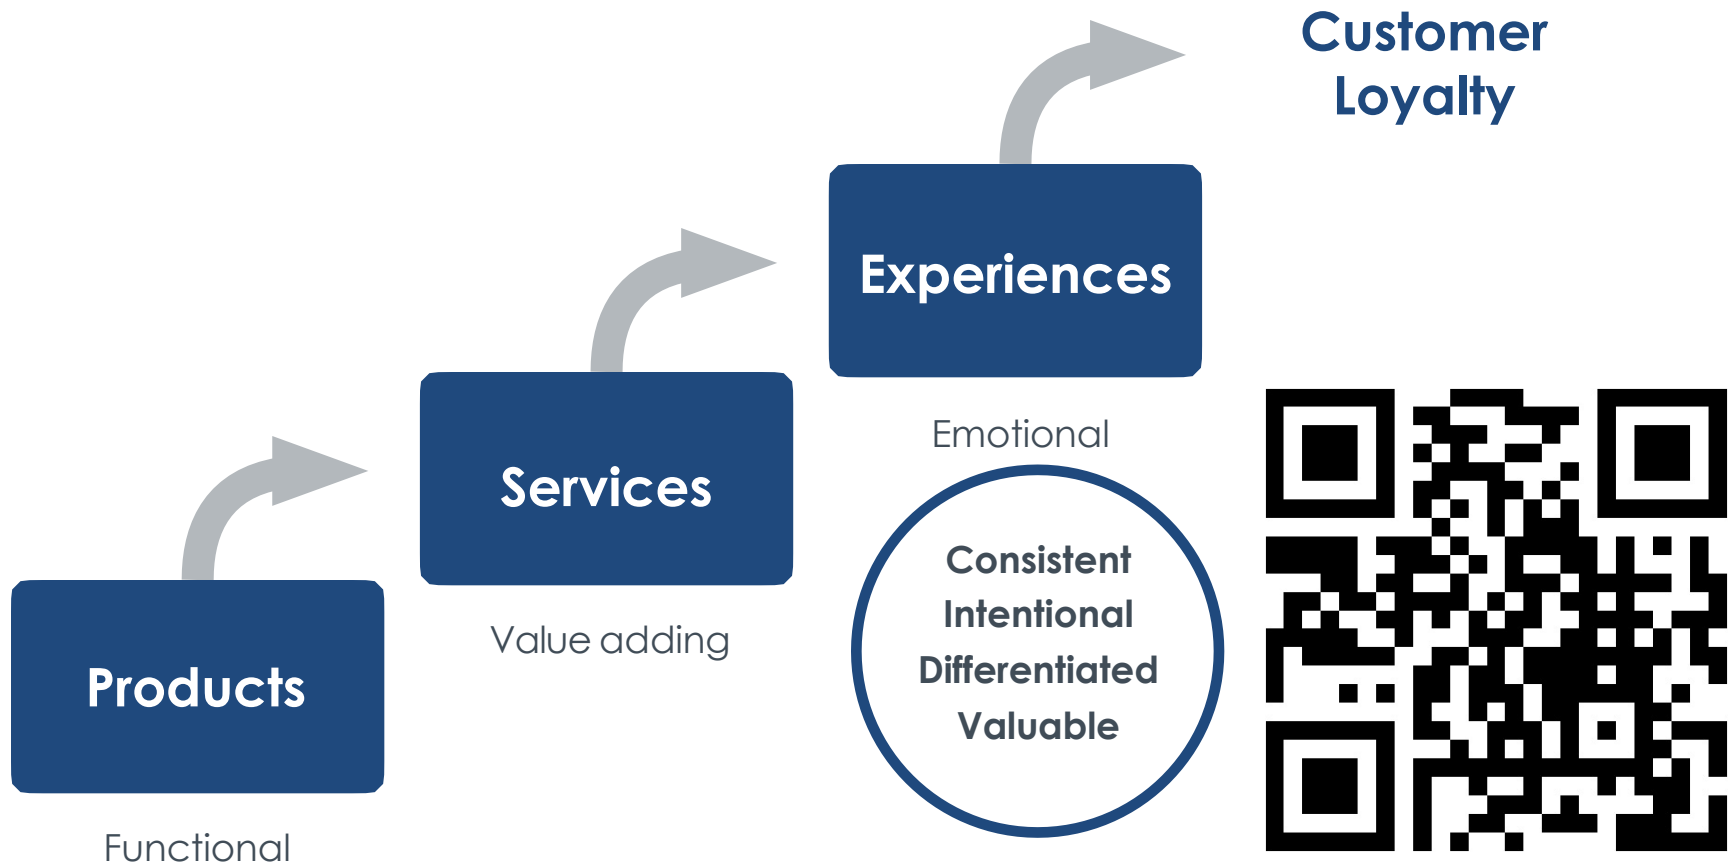 Customer
Loyalty
Experiences
Emotional
Consistent
Intentional
Differentiated
Valuable
Services
Value adding
Products
Functional